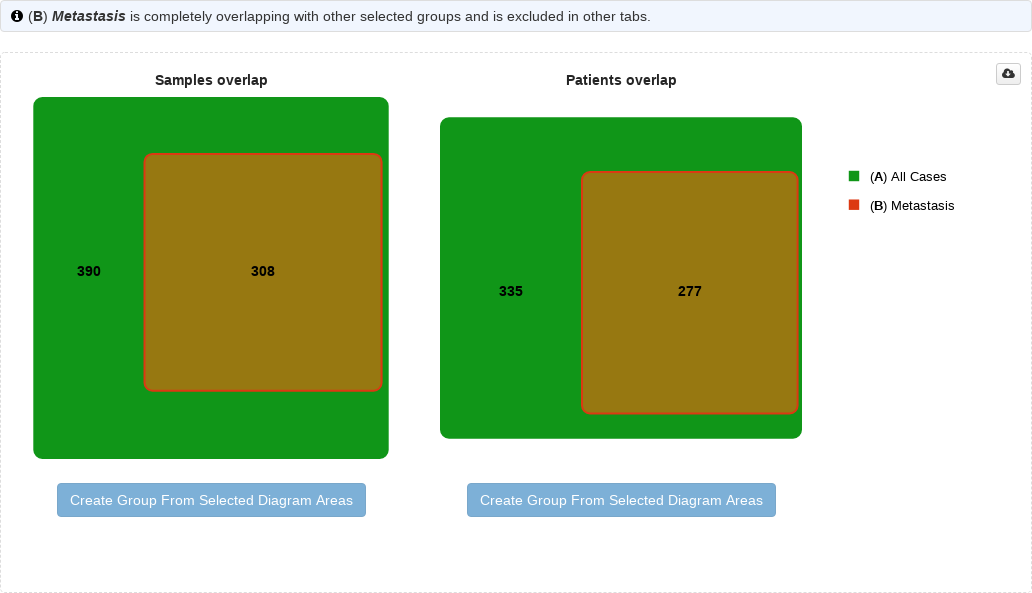 (B) Metastasis is completely overlapping with other selected groups and is excluded in other tabs.
Samples overlap
Patients overlap
390
308
335
277
(A) All Cases
(B) Metastasis
Create Group From Selected Diagram Areas
Create Group From Selected Diagram Areas